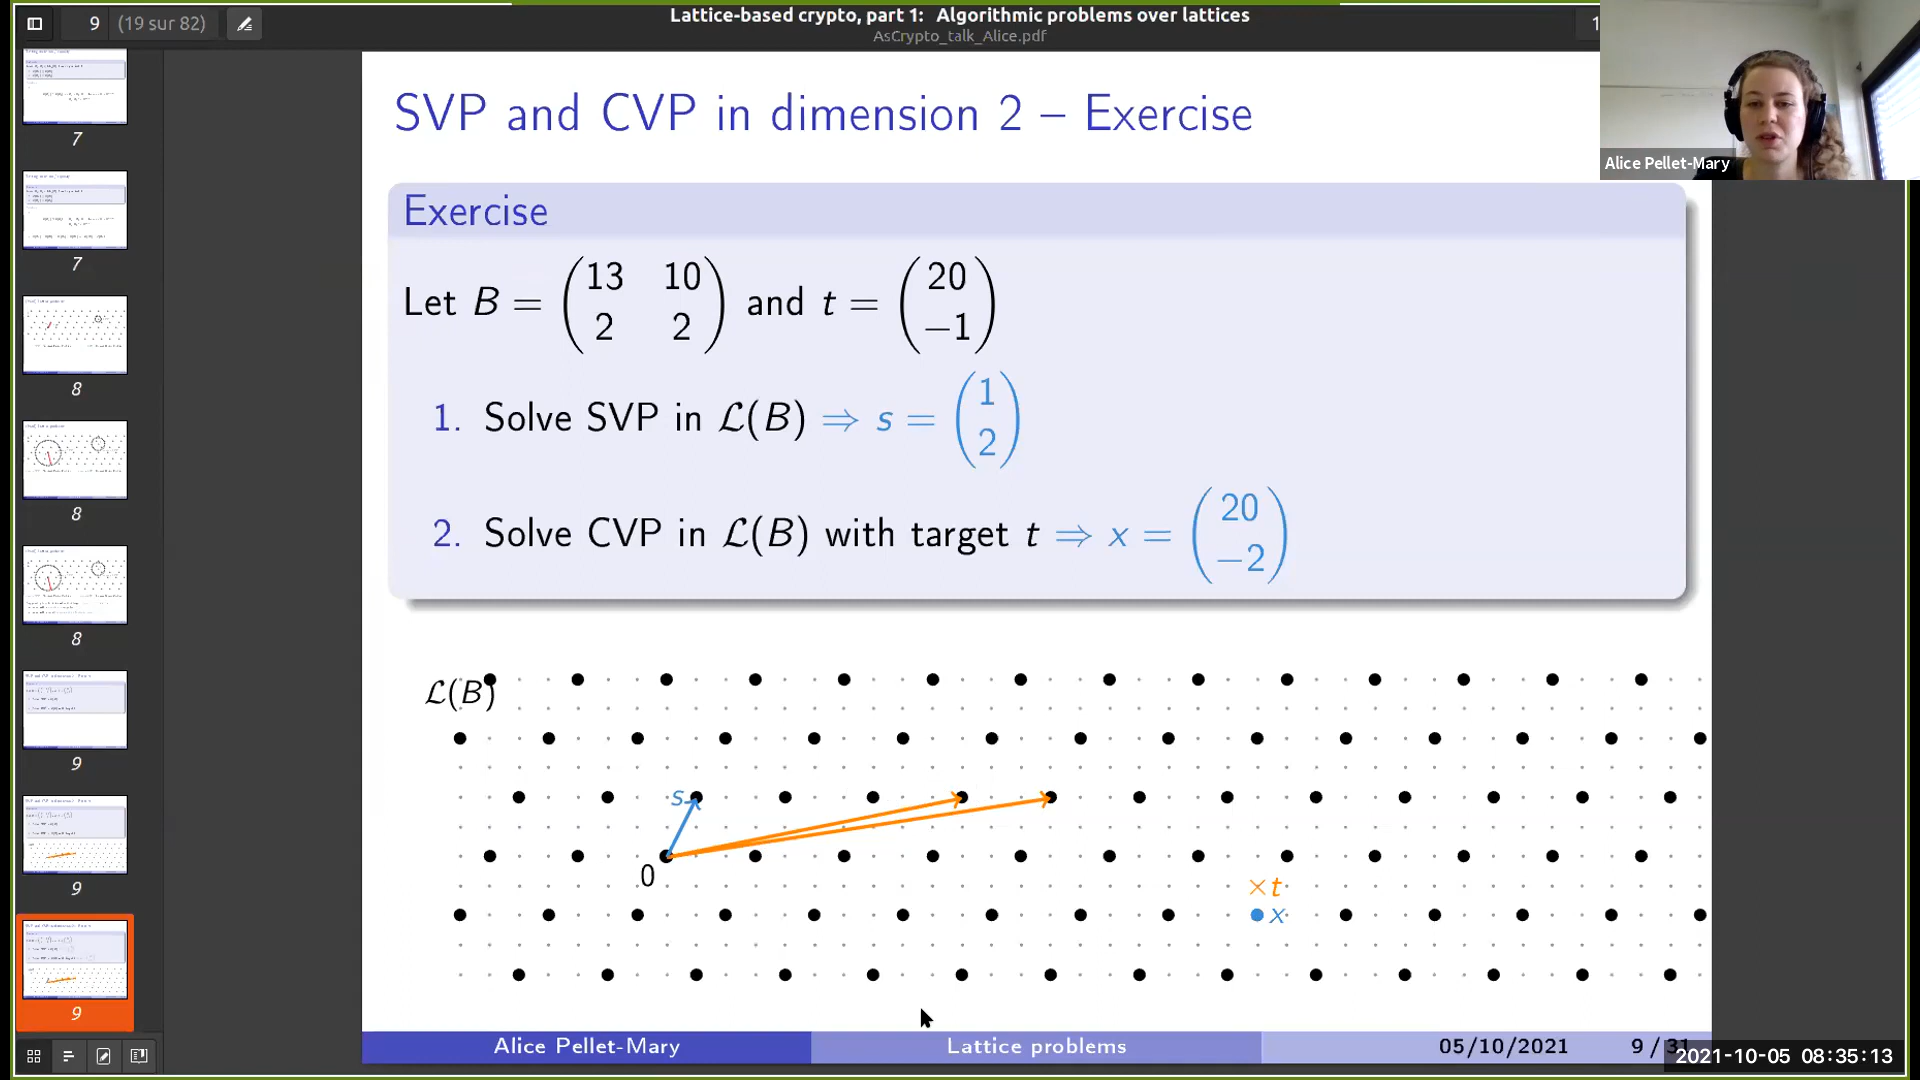 9 (19 sur 82)
Lattice-based crypto, part 1: Algorithmic problems over lattices
AsCrypto_talk_Alice.pdf
Alice Pellet-Mary
7
7
8
8
8
9
9
9
SVP and CVP in dimension 2 – Exercise
Exercise
Let B = (13 10 ; 2 2) and t = (20 ; −1)
1. Solve SVP in ℒ(B) ⇒ s = (1 ; 2)
2. Solve CVP in ℒ(B) with target t ⇒ x = (20 ; −2)
ℒ(B)
s
0
t
x
Alice Pellet-Mary Lattice problems 05/10/2021 9 / 31
2021-10-05 08:35:13